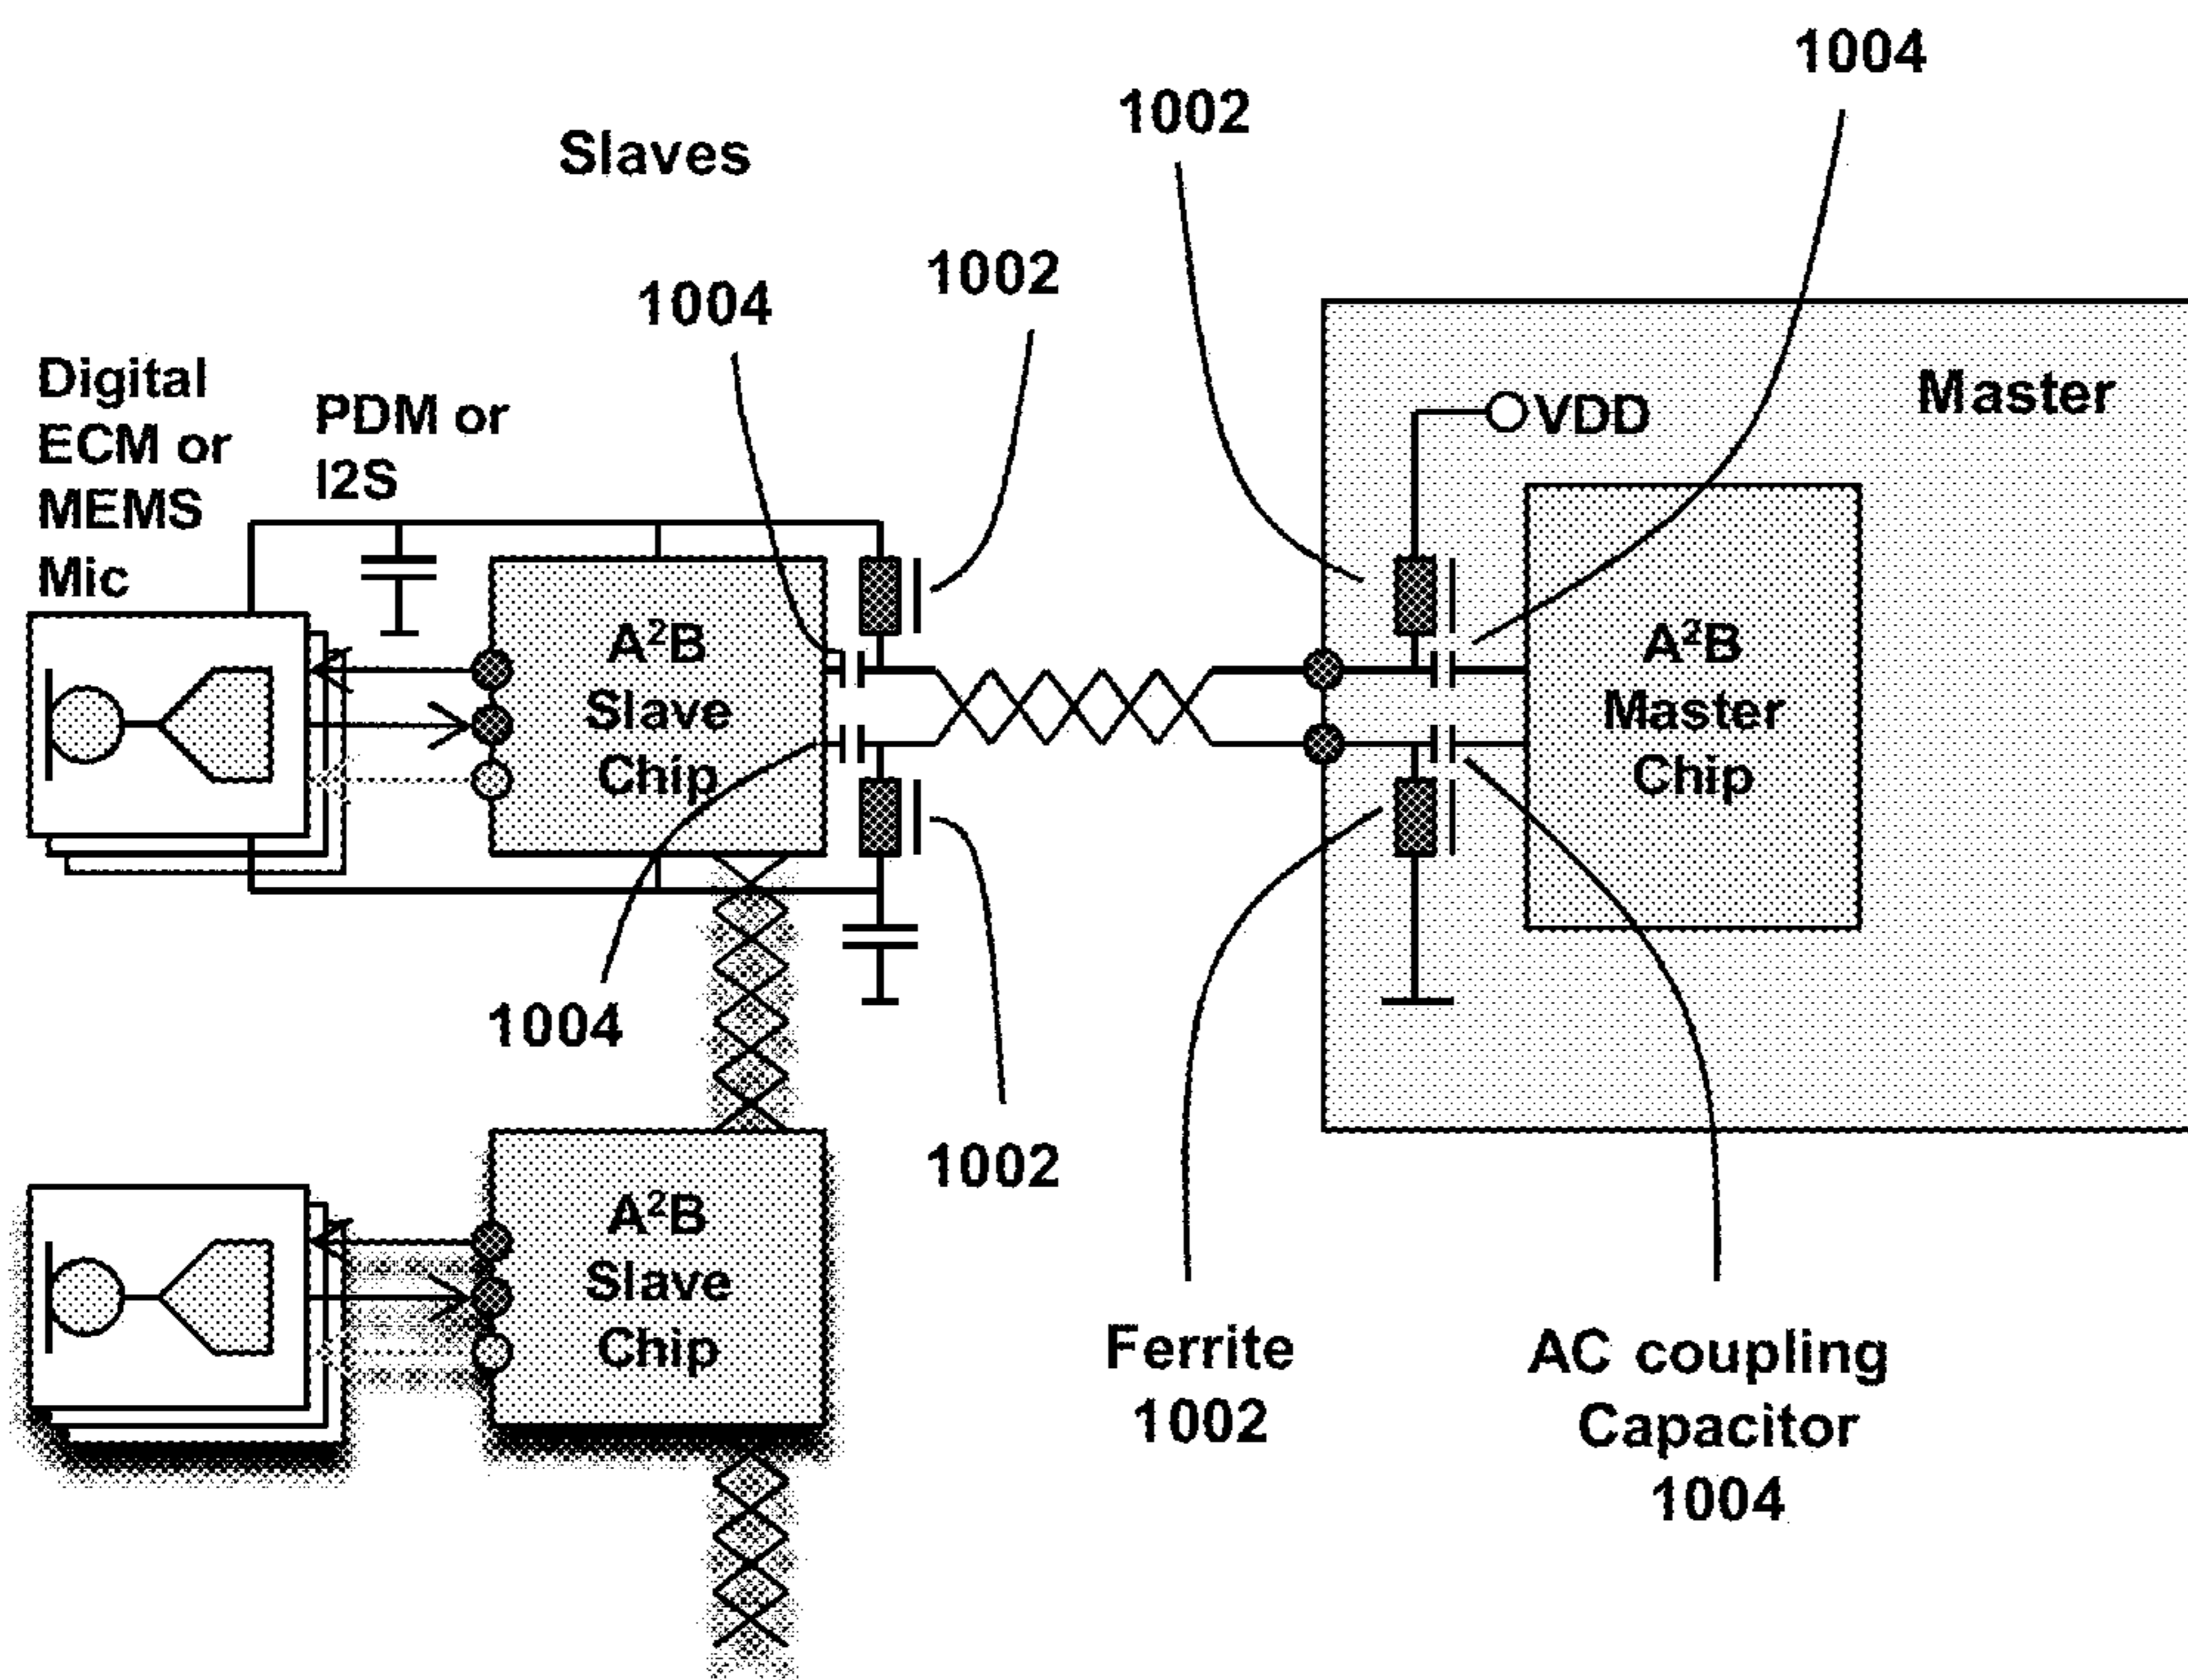 1004
1002
Slaves
1002
1004
Master
VDD
Digital
ECM or
MEMS
Mic
PDM or
I2S
A²B
Slave
Chip
A²B
Master
Chip
1004
1002
A²B
Slave
Chip
Ferrite
1002
AC coupling
Capacitor
1004